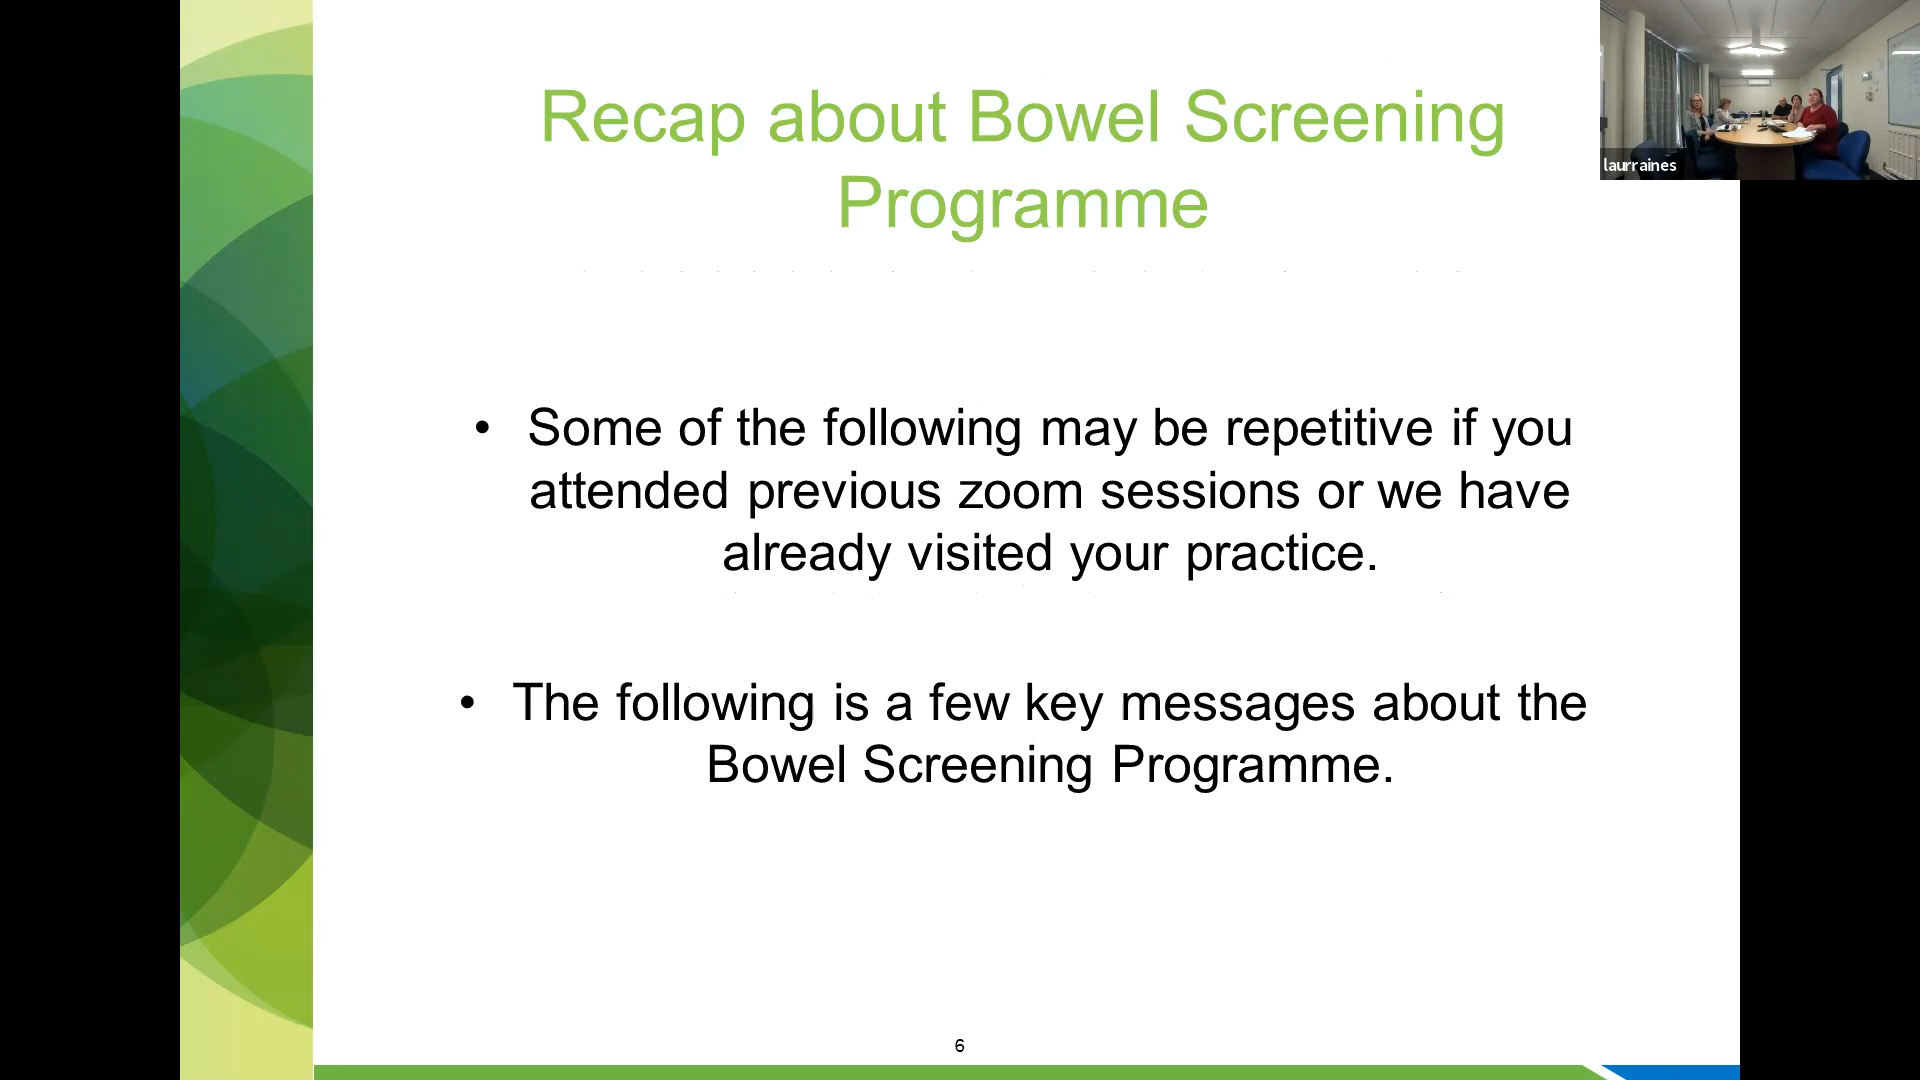 Recap about Bowel Screening
Programme
laurraines
• Some of the following may be repetitive if you
attended previous zoom sessions or we have
already visited your practice.
• The following is a few key messages about the
Bowel Screening Programme.
6